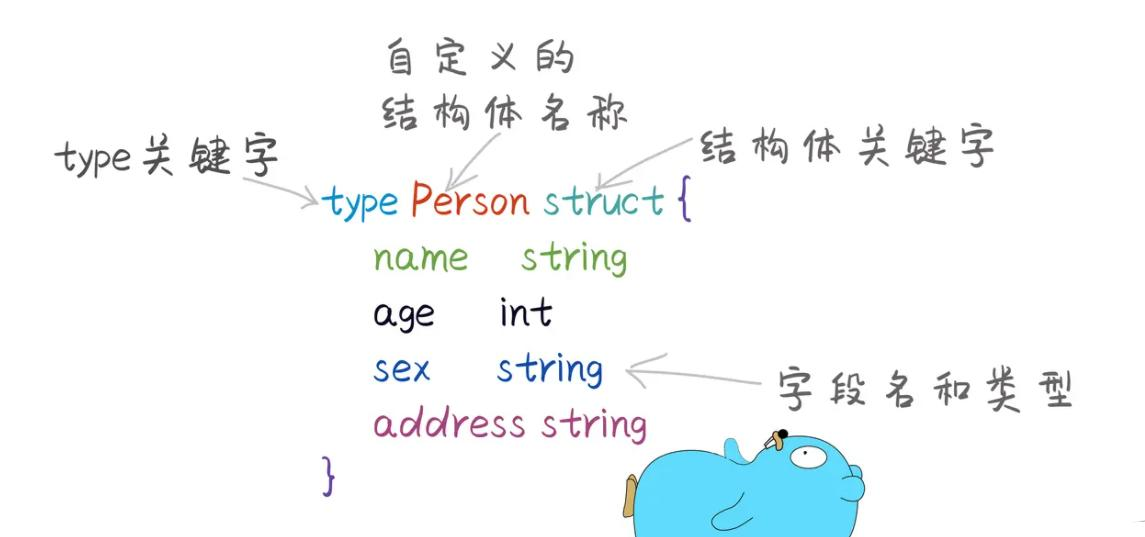 自定义的
结构体名称
type关键字
结构体关键字
type Person struct {
name string
age int
sex string
字段名和类型
address string
}